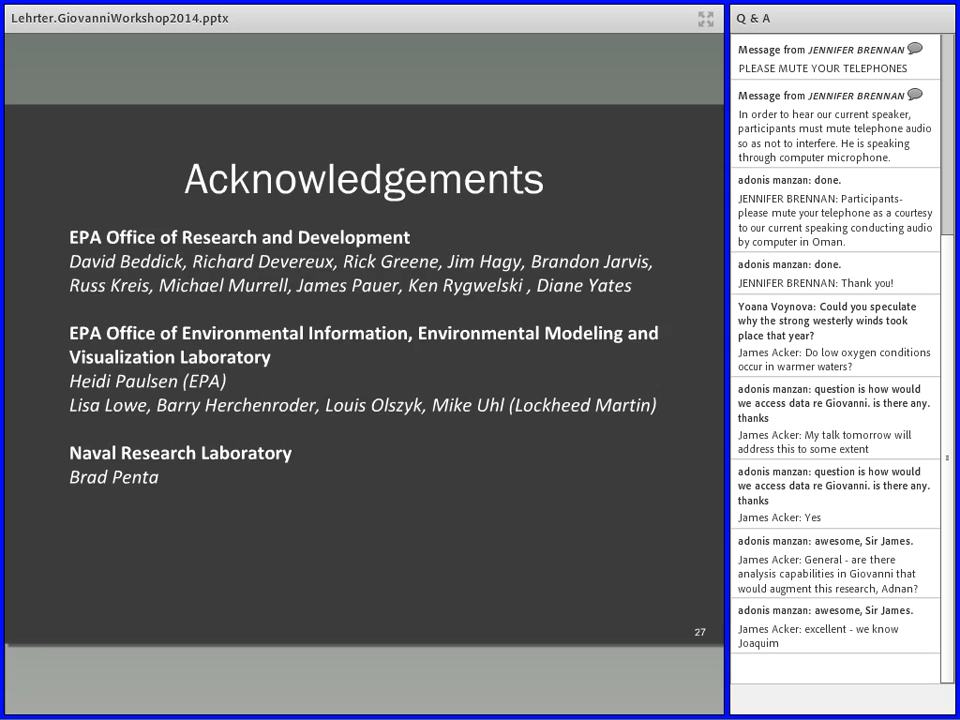 Lehrter.GiovanniWorkshop2014.pptx
Acknowledgements
EPA Office of Research and Development
David Beddick, Richard Devereux, Rick Greene, Jim Hagy, Brandon Jarvis,
Russ Kreis, Michael Murrell, James Pauer, Ken Rygwelski , Diane Yates
EPA Office of Environmental Information, Environmental Modeling and
Visualization Laboratory
Heidi Paulsen (EPA)
Lisa Lowe, Barry Herchenroder, Louis Olszyk, Mike Uhl (Lockheed Martin)
Naval Research Laboratory
Brad Penta
27
Q & A
Message from JENNIFER BRENNAN
PLEASE MUTE YOUR TELEPHONES
Message from JENNIFER BRENNAN
In order to hear our current speaker,
participants must mute telephone audio
so as not to interfere. He is speaking
through computer microphone.
adonis manzan: done.
JENNIFER BRENNAN: Participants-
please mute your telephone as a courtesy
to our current speaking conducting audio
by computer in Oman.
adonis manzan: done.
JENNIFER BRENNAN: Thank you!
Yoana Voynova: Could you speculate
why the strong westerly winds took
place that year?
James Acker: Do low oxygen conditions
occur in warmer waters?
adonis manzan: question is how would
we access data re Giovanni. is there any.
thanks
James Acker: My talk tomorrow will
address this to some extent
adonis manzan: question is how would
we access data re Giovanni. is there any.
thanks
James Acker: Yes
adonis manzan: awesome, Sir James.
James Acker: General - are there
analysis capabilities in Giovanni that
would augment this research, Adnan?
adonis manzan: awesome, Sir James.
James Acker: excellent - we know
Joaquim